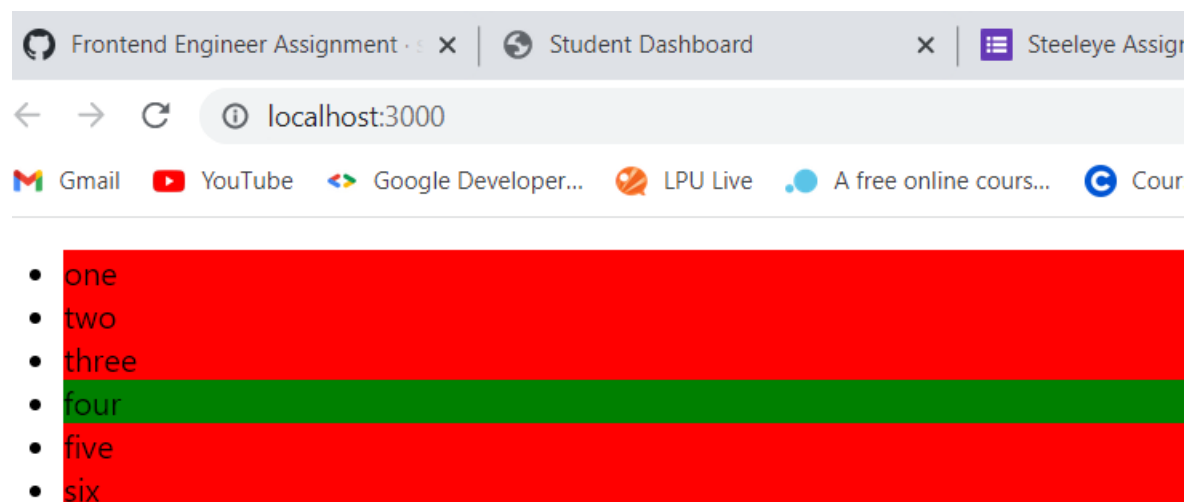 Frontend Engineer Assignment · Student Dashboard Steeleye Assign
localhost:3000
Gmail YouTube Google Developer... LPU Live A free online cours... Cour
one
two
three
four
five
six